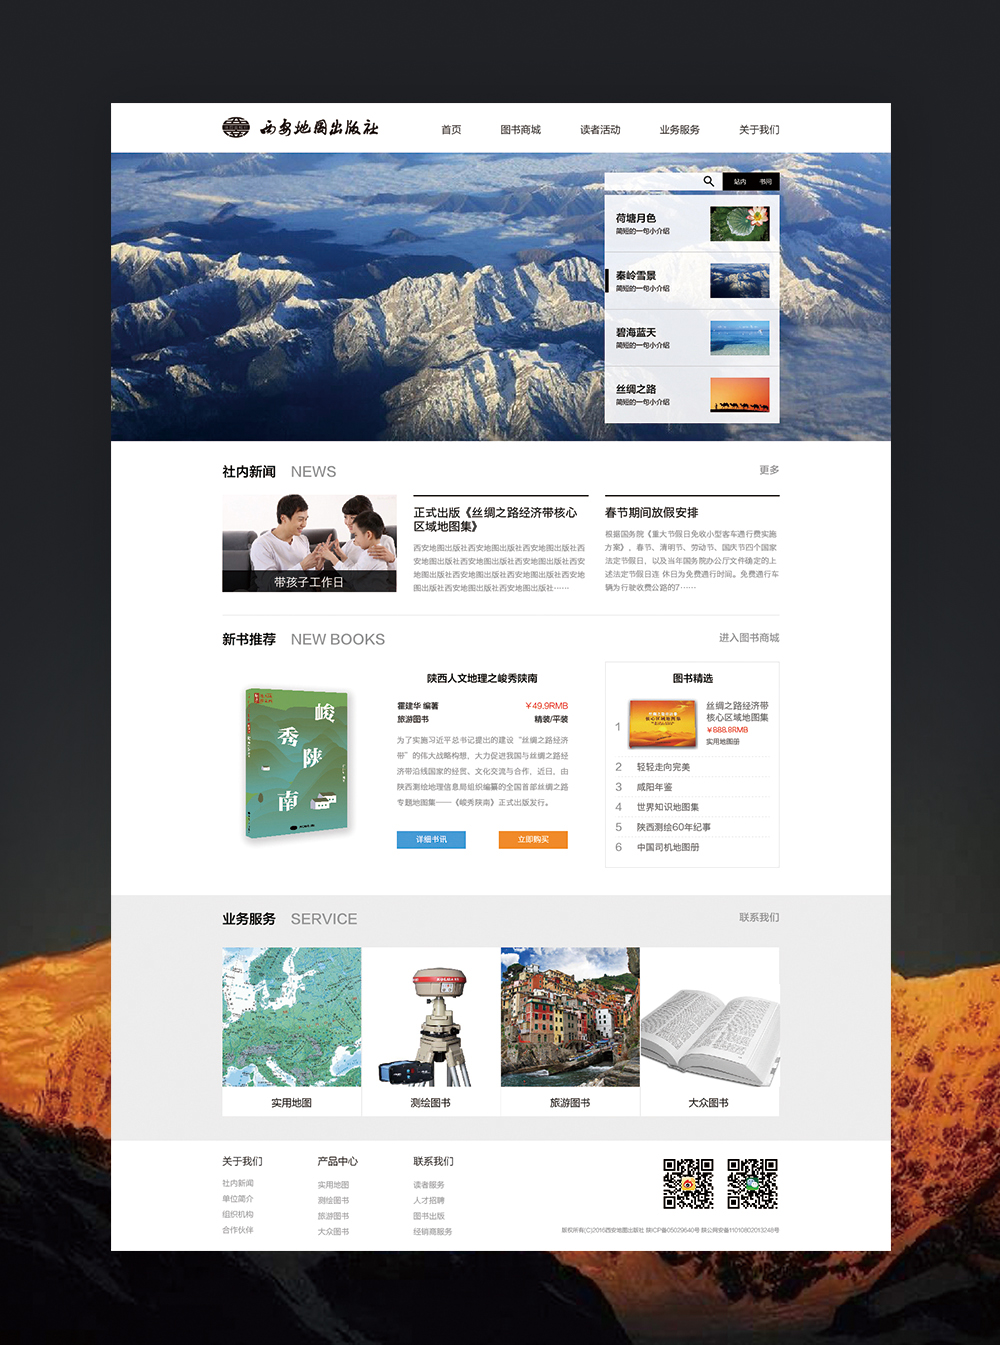 西安地图出版社
首页 图书商城 读者活动 业务服务 关于我们
站内 书问
荷塘月色
简短的一句小介绍
秦岭雪景
简短的一句小介绍
碧海蓝天
简短的一句小介绍
丝绸之路
简短的一句小介绍
社内新闻 NEWS 更多
带孩子工作日
正式出版《丝绸之路经济带核心
区域地图集》
西安地图出版社西安地图出版社西安地图出版社西
安地图出版社西安地图出版社西安地图出版社西安
地图出版社西安地图出版社西安地图出版社西安地
图出版社西安地图出版社西安地图出版社……
春节期间放假安排
根据国务院《重大节假日免收小型客车通行费实施
方案》，春节、清明节、劳动节、国庆节四个国家
法定节假日，以及当年国务院办公厅文件确定的上
述法定节假日连 休日为免费通行时间。免费通行车
辆为行驶收费公路的7……
新书推荐 NEW BOOKS 进入图书商城
峻
秀
陕
南
陕西人文地理之峻秀陕南
霍建华 编著 ￥49.9RMB
旅游图书 精装/平装
为了实施习近平总书记提出的建设“丝绸之路经济
带”的伟大战略构想，大力促进我国与丝绸之路经
济带沿线国家的经贸、文化交流与合作，近日，由
陕西测绘地理信息局组织编纂的全国首部丝绸之路
专题地图集——《峻秀陕南》正式出版发行。
详细书讯 立即购买
图书精选
1 丝绸之路经济带
核心区域地图集
￥888.8RMB
实用地图册
2 轻轻走向完美
3 咸阳年鉴
4 世界知识地图集
5 陕西测绘60年纪事
6 中国司机地图册
业务服务 SERVICE 联系我们
实用地图 测绘图书 旅游图书 大众图书
关于我们 产品中心 联系我们
社内新闻 实用地图 读者服务
单位简介 测绘图书 人才招聘
组织机构 旅游图书 图书出版
合作伙伴 大众图书 经销商服务
版权所有(C)2015西安地图出版社 陕ICP备05029540号 陕公网安备11010802013248号